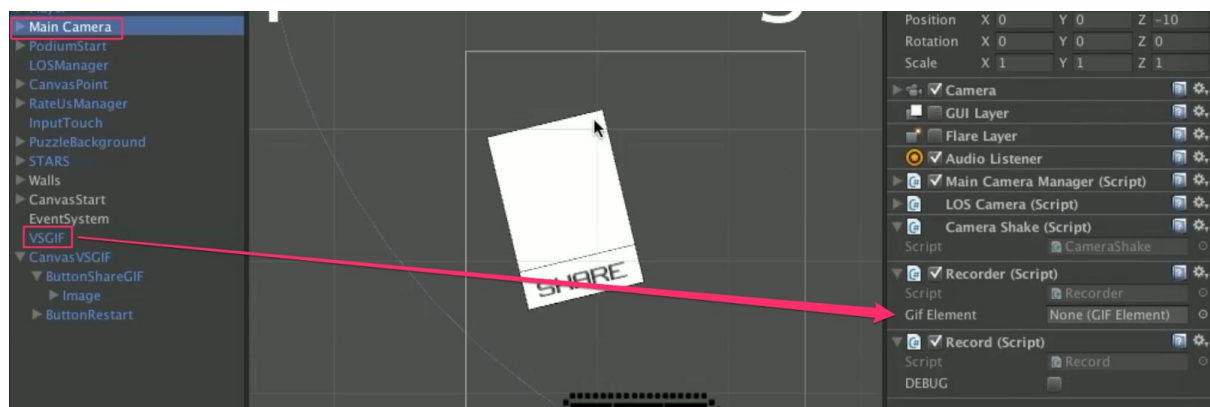 Main Camera
PodiumStart
LOSManager
CanvasPoint
RateUsManager
InputTouch
PuzzleBackground
STARS
Walls
CanvasStart
EventSystem
VSGIF
CanvasVSGIF
ButtonShareGIF
Image
ButtonRestart
SHARE
Position X 0 Y 0 Z -10
Rotation X 0 Y 0 Z 0
Scale X 1 Y 1 Z 1
Camera
GUI Layer
Flare Layer
Audio Listener
Main Camera Manager (Script)
LOS Camera (Script)
Camera Shake (Script)
Script CameraShake
Recorder (Script)
Script Recorder
Gif Element None (GIF Element)
Record (Script)
Script Record
DEBUG